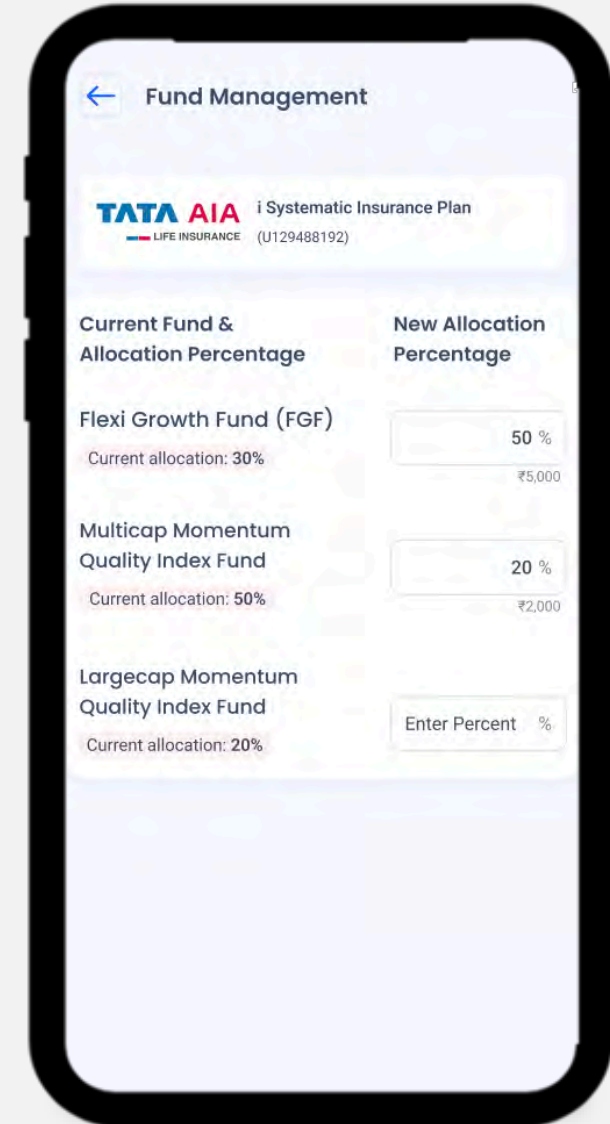 Fund Management
TATA AIA
LIFE INSURANCE
i Systematic Insurance Plan
(U129488192)
Current Fund &
Allocation Percentage
New Allocation
Percentage
Flexi Growth Fund (FGF)
Current allocation: 30%
50 %
₹5,000
Multicap Momentum
Quality Index Fund
Current allocation: 50%
20 %
₹2,000
Largecap Momentum
Quality Index Fund
Current allocation: 20%
Enter Percent %